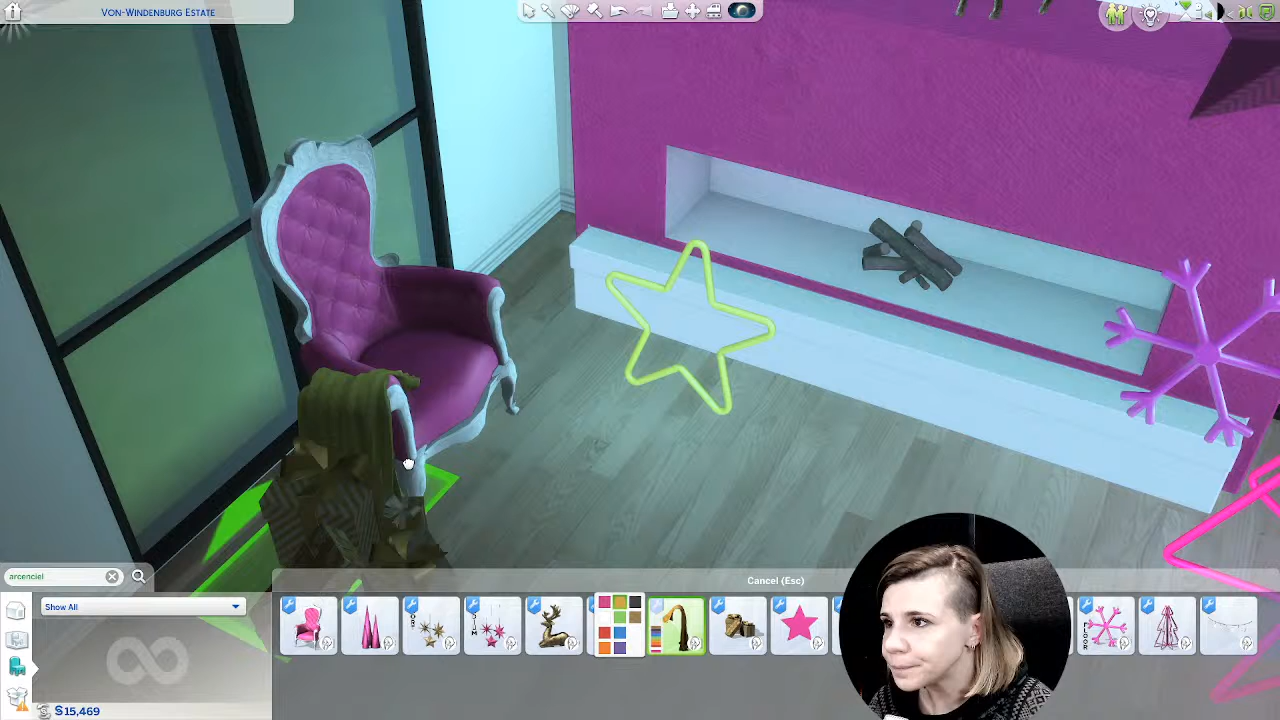 VON-WINDENBURG ESTATE
arcenciel
Show All
Cancel (Esc)
§15,469